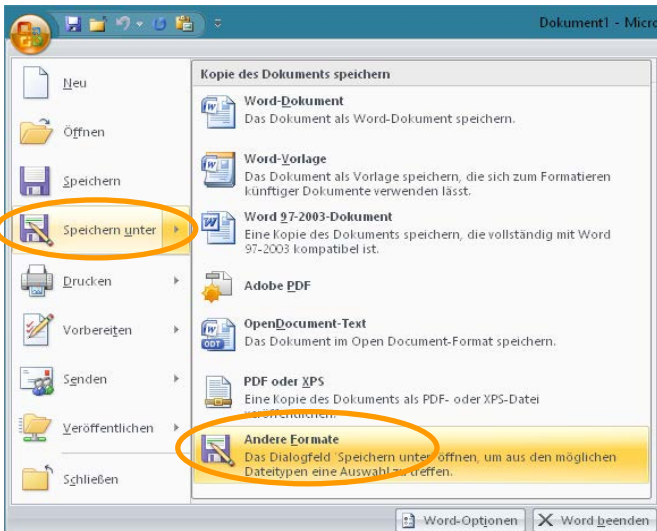 Dokument1 - Micro
Neu
Öffnen
Speichern
Speichern unter
Drucken
Vorbereiten
Senden
Veröffentlichen
Schließen
Kopie des Dokuments speichern
Word-Dokument
Das Dokument als Word-Dokument speichern.
Word-Vorlage
Das Dokument als Vorlage speichern, die sich zum Formatieren
künftiger Dokumente verwenden lässt.
Word 97-2003-Dokument
Eine Kopie des Dokuments speichern, die vollständig mit Word
97-2003 kompatibel ist.
Adobe PDF
OpenDocument-Text
Das Dokument im Open Document-Format speichern.
PDF oder XPS
Eine Kopie des Dokuments als PDF- oder XPS-Datei
veröffentlichen.
Andere Formate
Das Dialogfeld 'Speichern unter' öffnen, um aus den möglichen
Dateitypen eine Auswahl zu treffen.
Word-Optionen
Word beenden